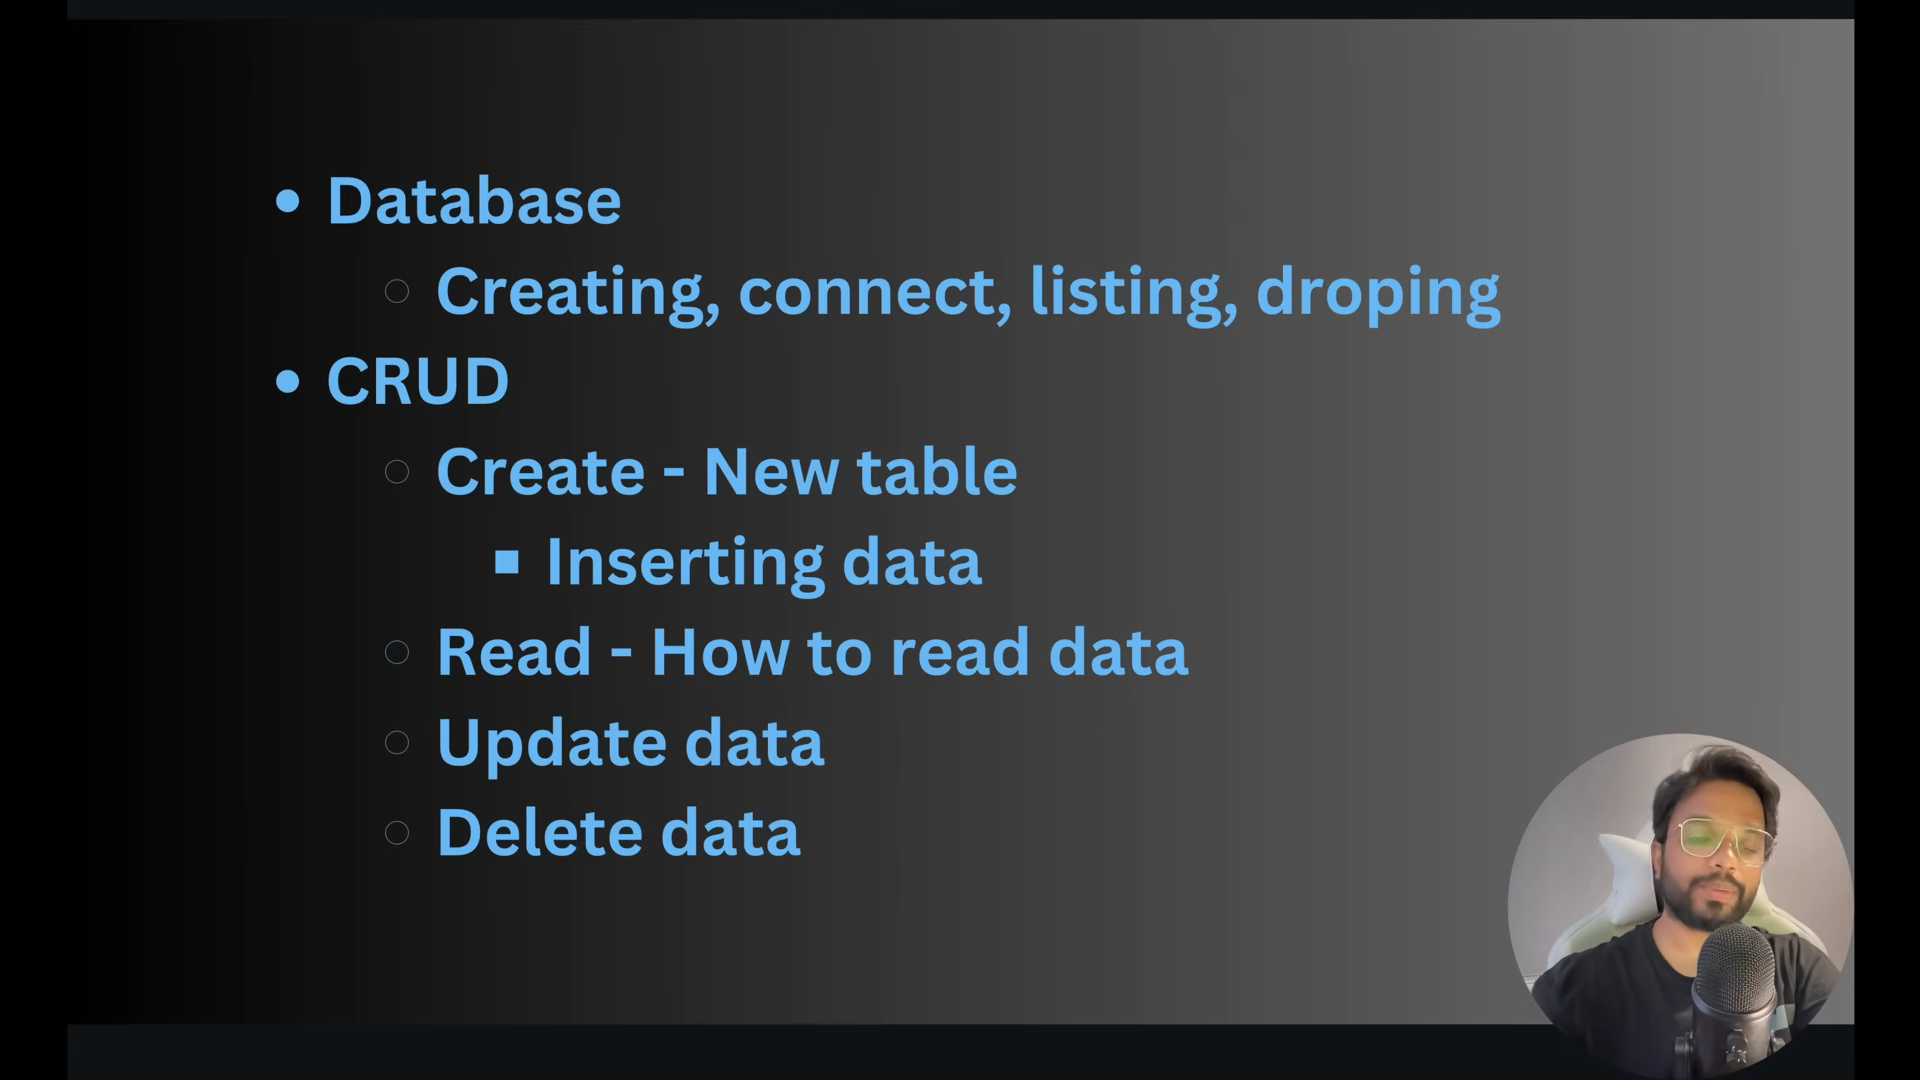 Database
Creating, connect, listing, droping
CRUD
Create - New table
Inserting data
Read - How to read data
Update data
Delete data